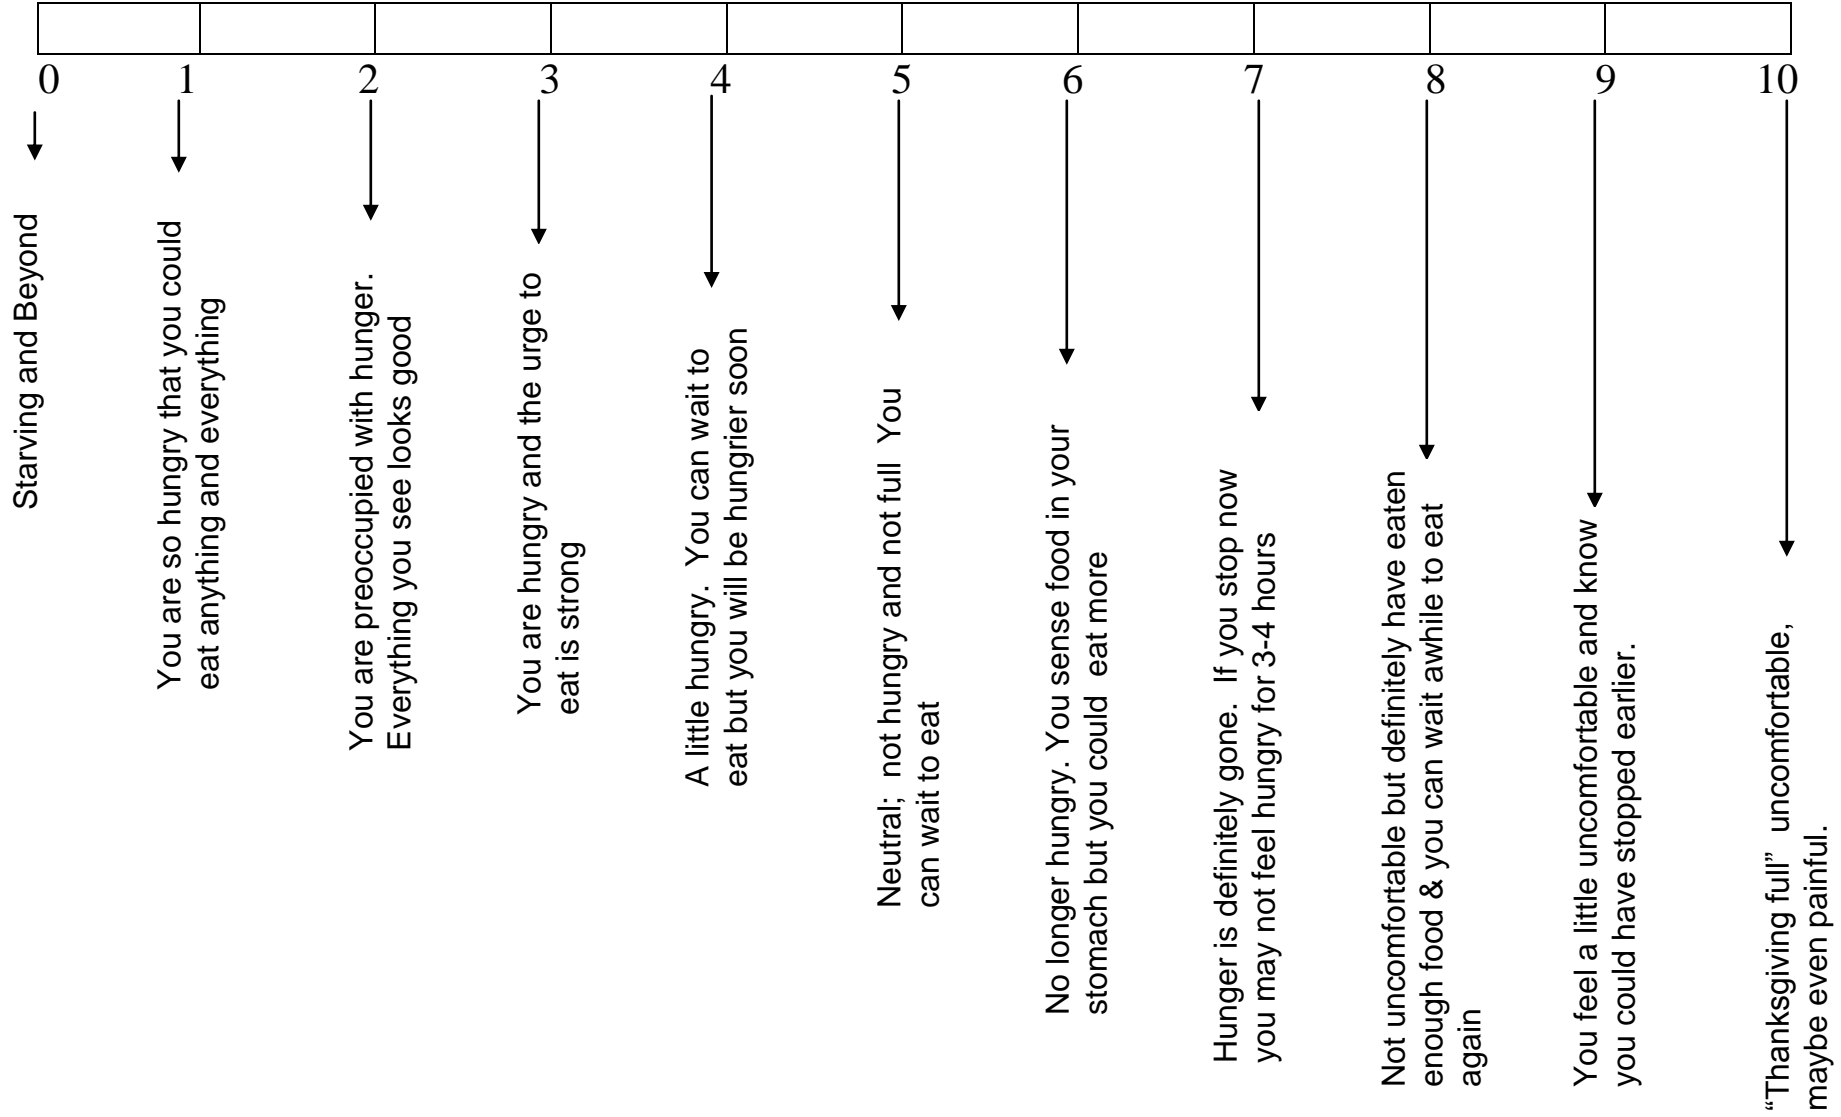 0 1 2 3 4 5 6 7 8 9 10
Starving and Beyond
You are so hungry that you could
eat anything and everything
You are preoccupied with hunger.
Everything you see looks good
You are hungry and the urge to
eat is strong
A little hungry.  You can wait to
eat but you will be hungrier soon
Neutral;  not hungry and not full  You
can wait to eat
No longer hungry. You sense food in your
stomach but you could  eat more
Hunger is definitely gone.  If you stop now
you may not feel hungry for 3-4 hours
Not uncomfortable but definitely have eaten
enough food & you can wait awhile to eat
again
You feel a little uncomfortable and know
you could have stopped earlier.
“Thanksgiving full”  uncomfortable,
maybe even painful.